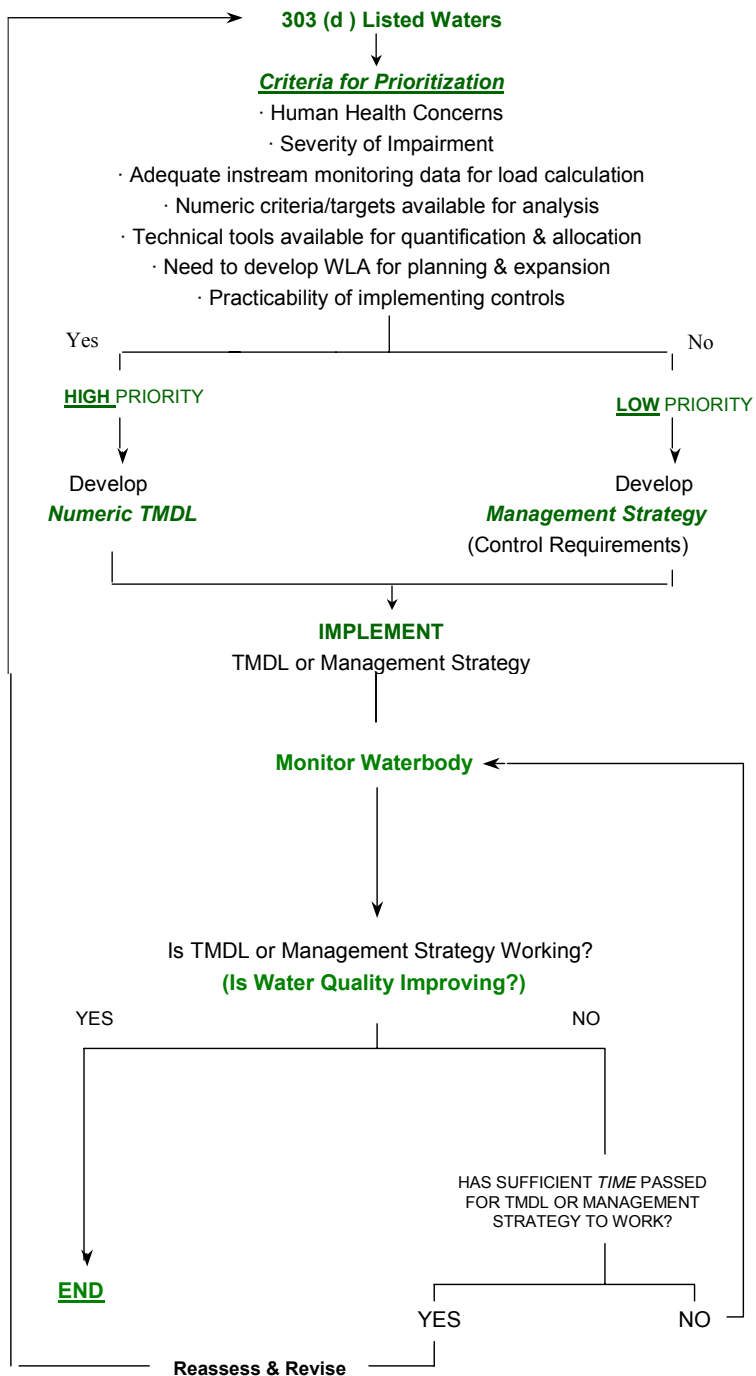 303 (d ) Listed Waters
Criteria for Prioritization
· Human Health Concerns
· Severity of Impairment
· Adequate instream monitoring data for load calculation
· Numeric criteria/targets available for analysis
· Technical tools available for quantification & allocation
· Need to develop WLA for planning & expansion
· Practicability of implementing controls
Yes
No
HIGH PRIORITY
LOW PRIORITY
Develop
Numeric TMDL
Develop
Management Strategy
(Control Requirements)
IMPLEMENT
TMDL or Management Strategy
Monitor Waterbody
Is TMDL or Management Strategy Working?
(Is Water Quality Improving?)
YES
NO
HAS SUFFICIENT TIME PASSED
FOR TMDL OR MANAGEMENT
STRATEGY TO WORK?
END
YES
NO
Reassess & Revise